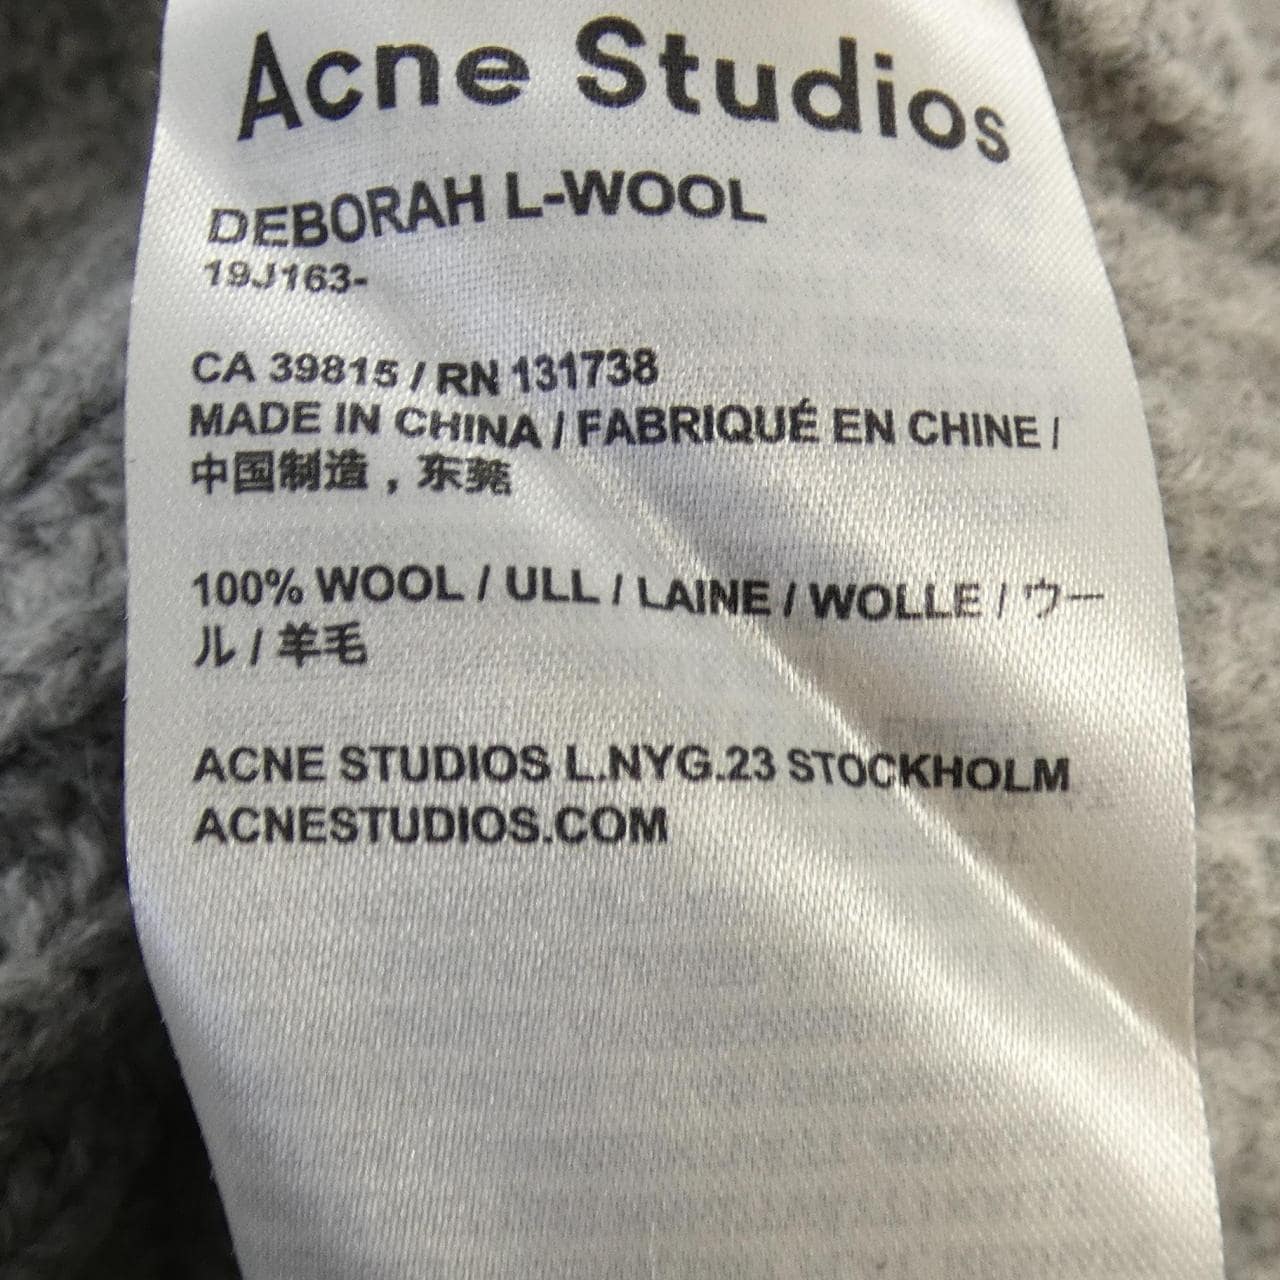 Acne Studios
DEBORAH L-WOOL
19J163-
CA 39815 / RN 131738
MADE IN CHINA / FABRIQUÉ EN CHINE /
中国制造，东莞
100% WOOL / ULL / LAINE / WOLLE / ウー
ル / 羊毛
ACNE STUDIOS L.NYG.23 STOCKHOLM
ACNESTUDIOS.COM